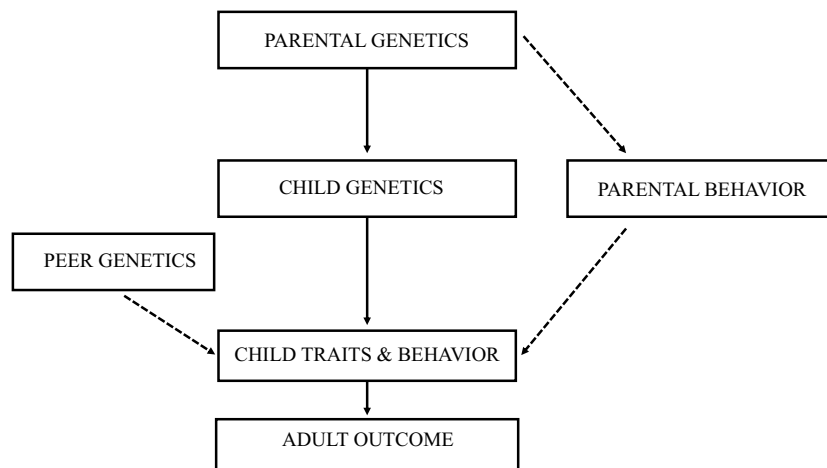 PARENTAL GENETICS
CHILD GENETICS
PARENTAL BEHAVIOR
PEER GENETICS
CHILD TRAITS & BEHAVIOR
ADULT OUTCOME